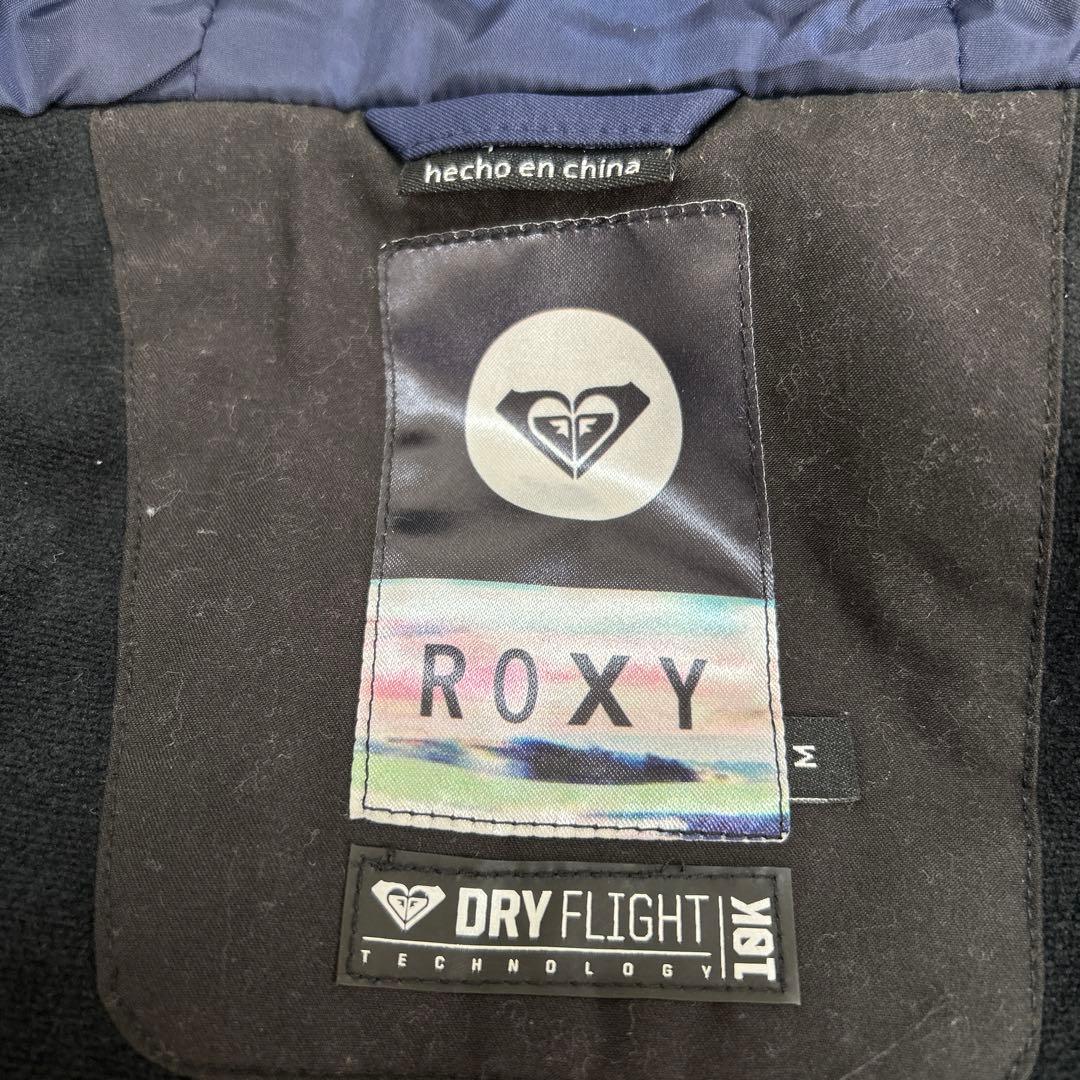 hecho en china
ROXY
M
DRY FLIGHT 10K
TECHNOLOGY